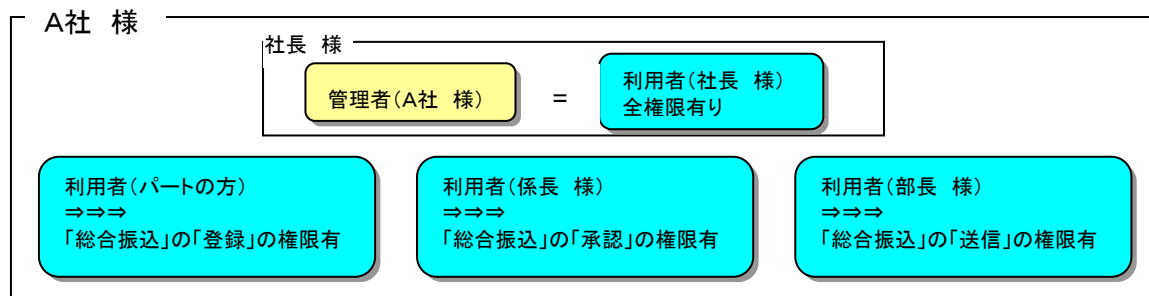 A社 様
社長 様
管理者(A社 様)
=
利用者(社長 様)
全権限有り
利用者(パートの方)
⇒⇒⇒
「総合振込」の「登録」の権限有
利用者(係長 様)
⇒⇒⇒
「総合振込」の「承認」の権限有
利用者(部長 様)
⇒⇒⇒
「総合振込」の「送信」の権限有